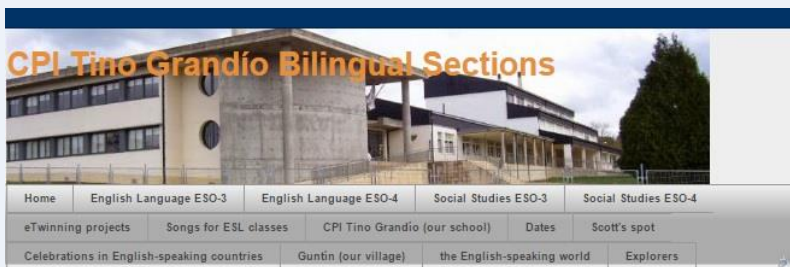 CPI Tino Grandío Bilingual Sections
Home English Language ESO-3 English Language ESO-4 Social Studies ESO-3 Social Studies ESO-4
eTwinning projects Songs for ESL classes CPI Tino Grandío (our school) Dates Scott's spot
Celebrations in English-speaking countries Guntín (our village) the English-speaking world Explorers